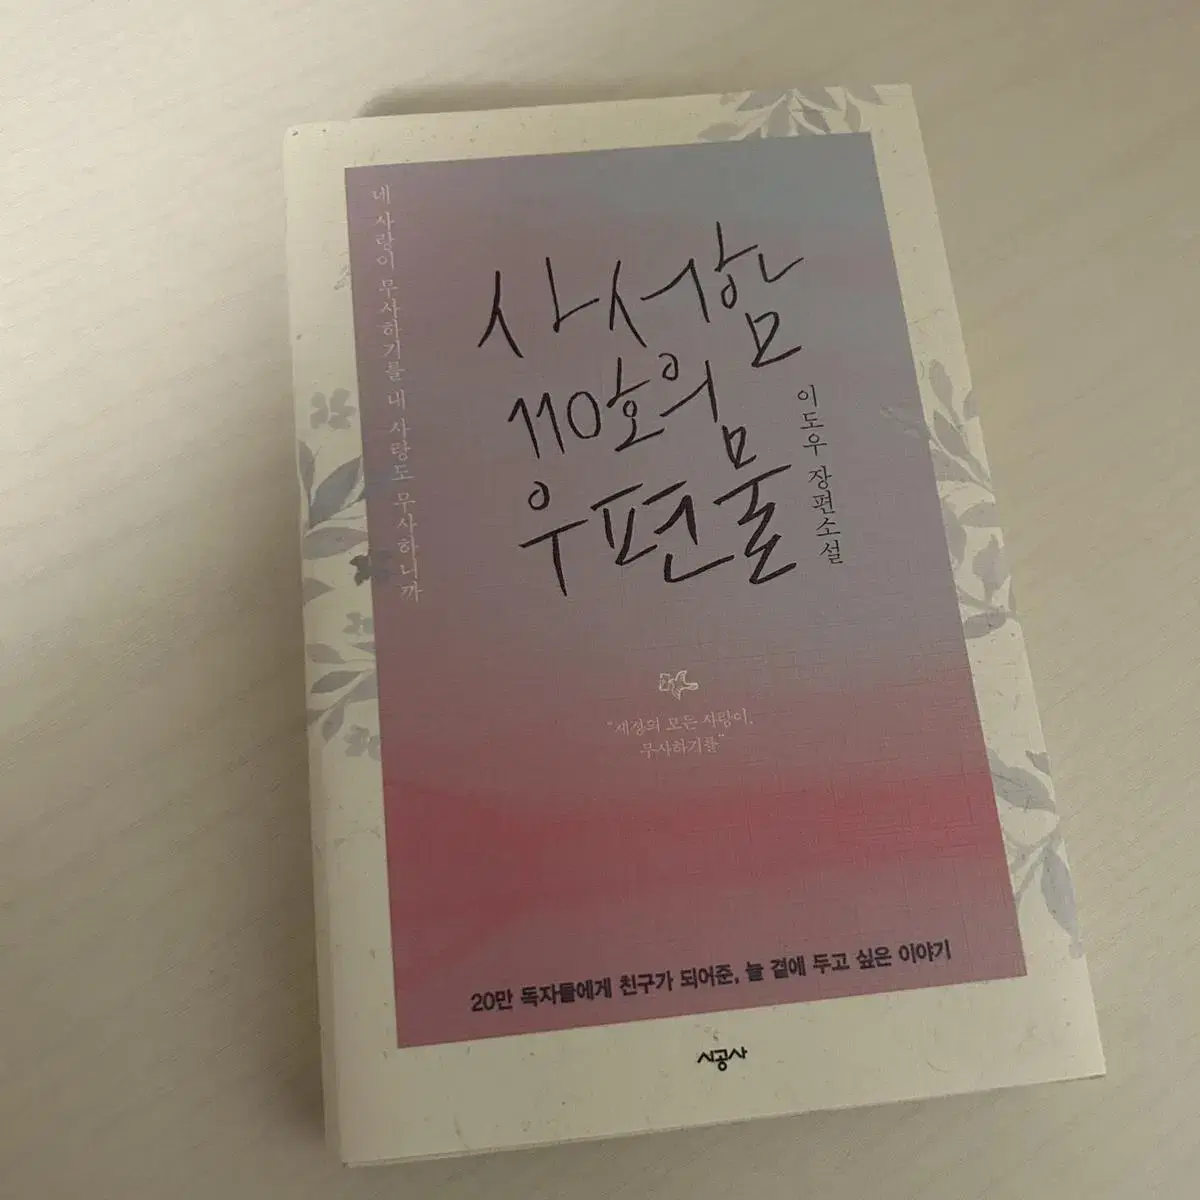 네 사랑이 무사하기를 내 사랑도 무사하니까
사서함
110호의
우편물
이도우 장편소설
“세상의 모든 사랑이,
무사하기를”
20만 독자들에게 친구가 되어준, 늘 곁에 두고 싶은 이야기
시공사